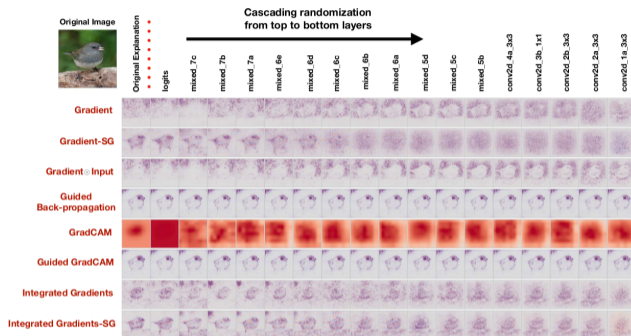 Cascading randomization
from top to bottom layers
Original Image
Original Explanation
logits
mixed_7c
mixed_7b
mixed_7a
mixed_6e
mixed_6d
mixed_6c
mixed_6b
mixed_6a
mixed_5d
mixed_5c
mixed_5b
conv2d_4a_3x3
conv2d_3b_1x1
conv2d_2b_3x3
conv2d_2a_3x3
conv2d_1a_3x3
Gradient
Gradient-SG
Gradient⊙Input
Guided
Back-propagation
GradCAM
Guided GradCAM
Integrated Gradients
Integrated Gradients-SG